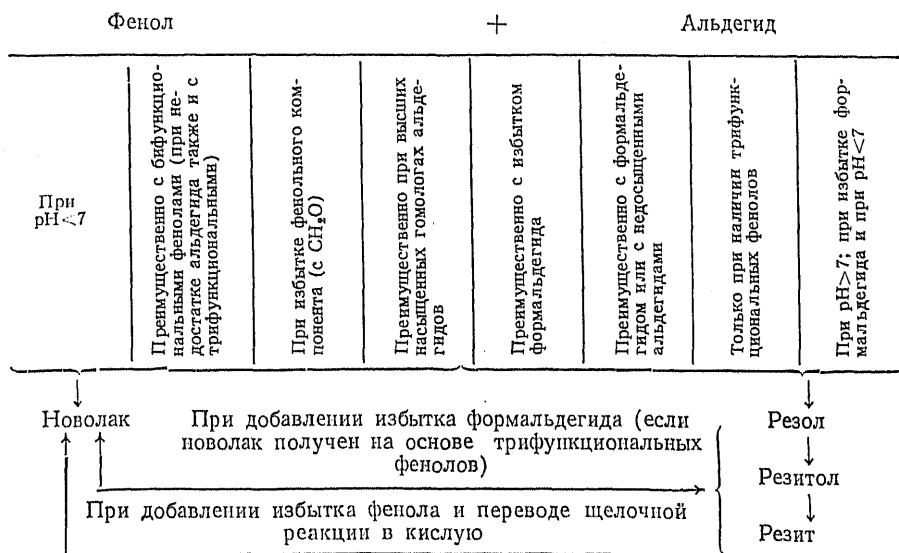 Фенол + Альдегид
При
pH<7
Преимущественно с бифункцио-
нальными фенолами (при не-
достатке альдегида также и с
трифункциональными)
При избытке фенольного ком-
понента (с CH₂O)
Преимущественно при высших
насыщенных гомологах альде-
гидов
Преимущественно с избытком
формальдегида
Преимущественно с формальде-
гидом или с недосыщенными
альдегидами
Только при наличии трифунк-
циональных фенолов
При pH>7; при избытке фор-
мальдегида и при pH<7
Новолак
При добавлении избытка формальдегида (если
новолак получен на основе трифункциональных
фенолов)
Резол
Резитол
При добавлении избытка фенола и переводе щелочной
реакции в кислую
Резит